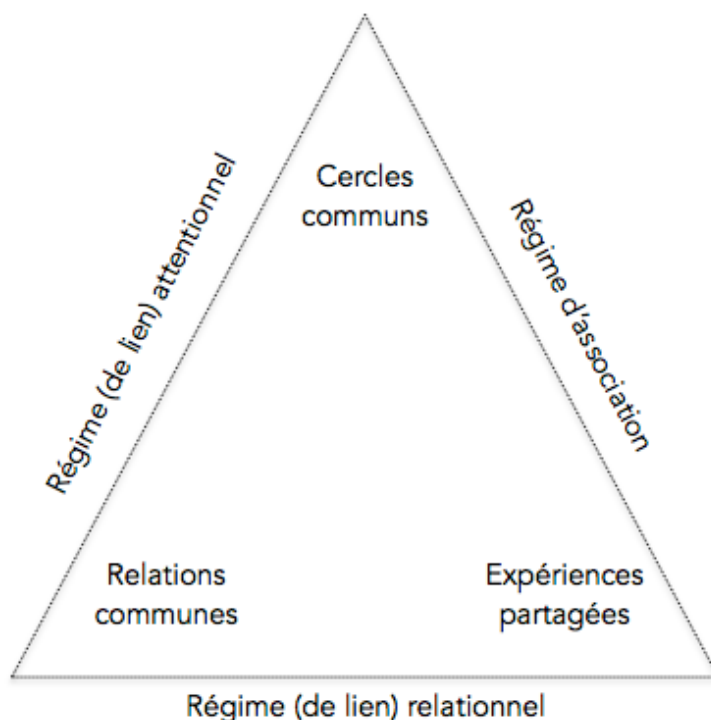 Cercles
communs
Régime (de lien) attentionnel
Régime d'association
Relations
communes
Expériences
partagées
Régime (de lien) relationnel